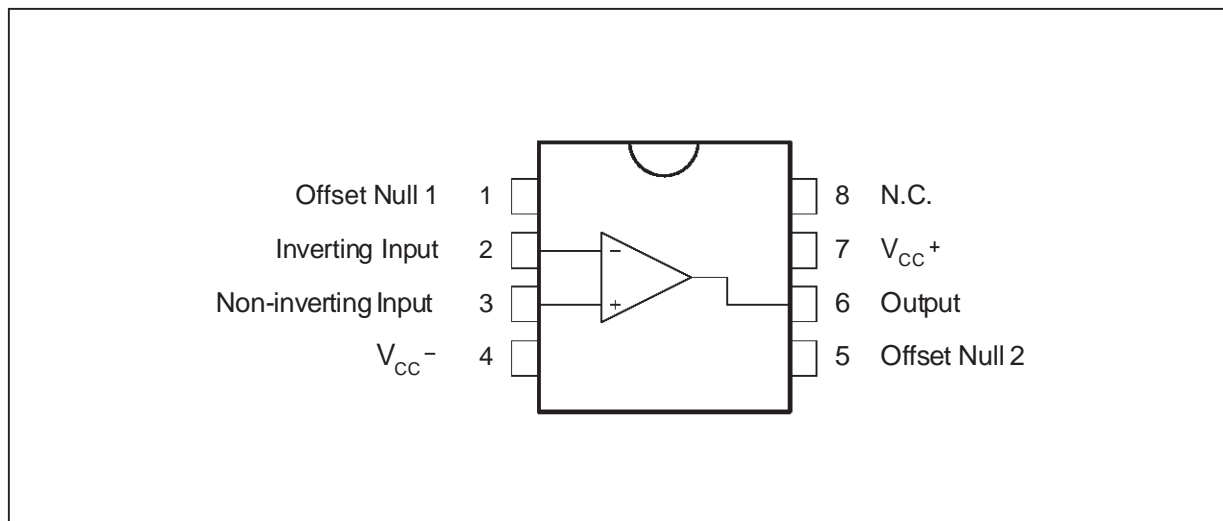 Offset Null 1 1 8 N.C.
Inverting Input 2 − 7 VCC+
Non-inverting Input 3 + 6 Output
VCC− 4 5 Offset Null 2